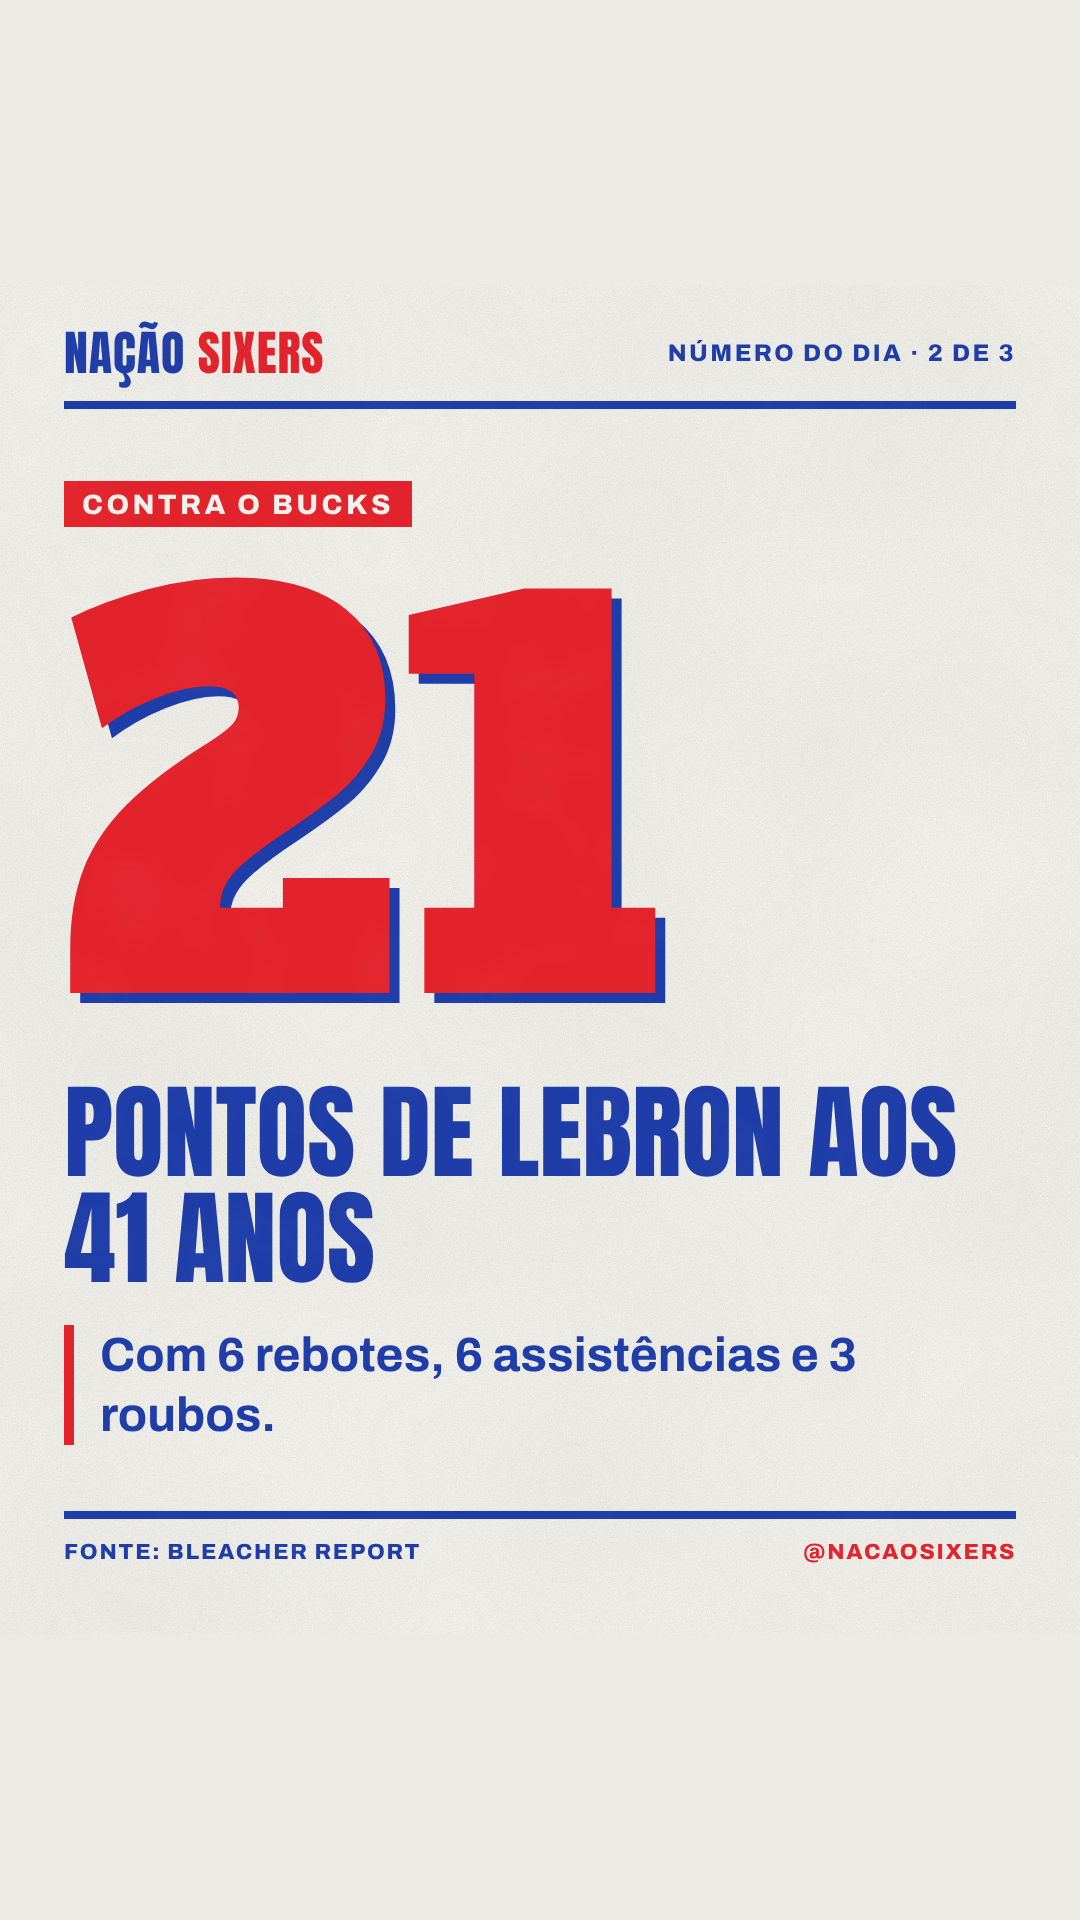 NAÇÃO SIXERS
NÚMERO DO DIA · 2 DE 3
CONTRA O BUCKS
21
PONTOS DE LEBRON AOS
41 ANOS
Com 6 rebotes, 6 assistências e 3
roubos.
FONTE: BLEACHER REPORT
@NACAOSIXERS